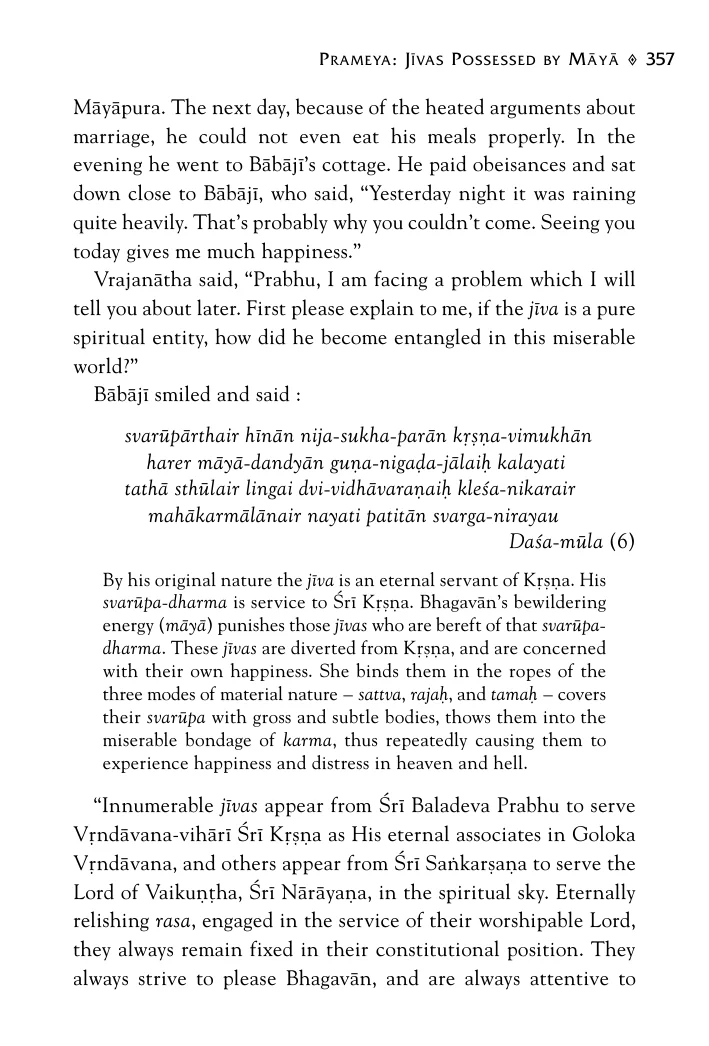 Prameya: Jīvas Possessed by Māyā ◊ 357
Māyāpura. The next day, because of the heated arguments about
marriage, he could not even eat his meals properly. In the
evening he went to Bābājī’s cottage. He paid obeisances and sat
down close to Bābājī, who said, “Yesterday night it was raining
quite heavily. That’s probably why you couldn’t come. Seeing you
today gives me much happiness.”
Vrajanātha said, “Prabhu, I am facing a problem which I will
tell you about later. First please explain to me, if the jīva is a pure
spiritual entity, how did he become entangled in this miserable
world?”
Bābājī smiled and said :
svarūpārthair hīnān nija-sukha-parān kṛṣṇa-vimukhān
harer māyā-dandyān guṇa-nigaḍa-jālaiḥ kalayati
tathā sthūlair lingai dvi-vidhāvaraṇaiḥ kleśa-nikarair
mahākarmālānair nayati patitān svarga-nirayau
Daśa-mūla (6)
By his original nature the jīva is an eternal servant of Kṛṣṇa. His
svarūpa-dharma is service to Śrī Kṛṣṇa. Bhagavān’s bewildering
energy (māyā) punishes those jīvas who are bereft of that svarūpa-
dharma. These jīvas are diverted from Kṛṣṇa, and are concerned
with their own happiness. She binds them in the ropes of the
three modes of material nature – sattva, rajaḥ, and tamaḥ – covers
their svarūpa with gross and subtle bodies, thows them into the
miserable bondage of karma, thus repeatedly causing them to
experience happiness and distress in heaven and hell.
“Innumerable jīvas appear from Śrī Baladeva Prabhu to serve
Vṛndāvana-vihārī Śrī Kṛṣṇa as His eternal associates in Goloka
Vṛndāvana, and others appear from Śrī Saṅkarṣaṇa to serve the
Lord of Vaikuṇṭha, Śrī Nārāyaṇa, in the spiritual sky. Eternally
relishing rasa, engaged in the service of their worshipable Lord,
they always remain fixed in their constitutional position. They
always strive to please Bhagavān, and are always attentive to